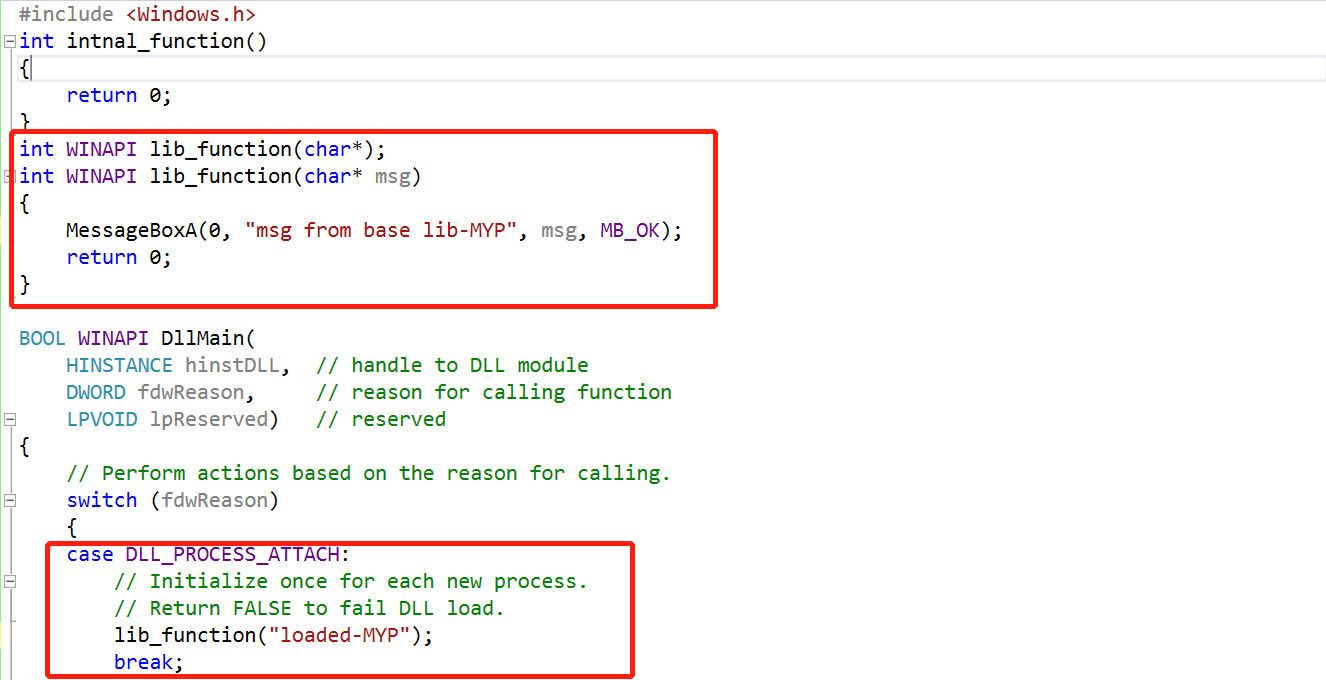 #include <Windows.h>
int intnal_function()
{
    return 0;
}
int WINAPI lib_function(char*);
int WINAPI lib_function(char* msg)
{
    MessageBoxA(0, "msg from base lib-MYP", msg, MB_OK);
    return 0;
}

BOOL WINAPI DllMain(
    HINSTANCE hinstDLL,  // handle to DLL module
    DWORD fdwReason,     // reason for calling function
    LPVOID lpReserved)   // reserved
{
    // Perform actions based on the reason for calling.
    switch (fdwReason)
    {
    case DLL_PROCESS_ATTACH:
        // Initialize once for each new process.
        // Return FALSE to fail DLL load.
        lib_function("loaded-MYP");
        break;